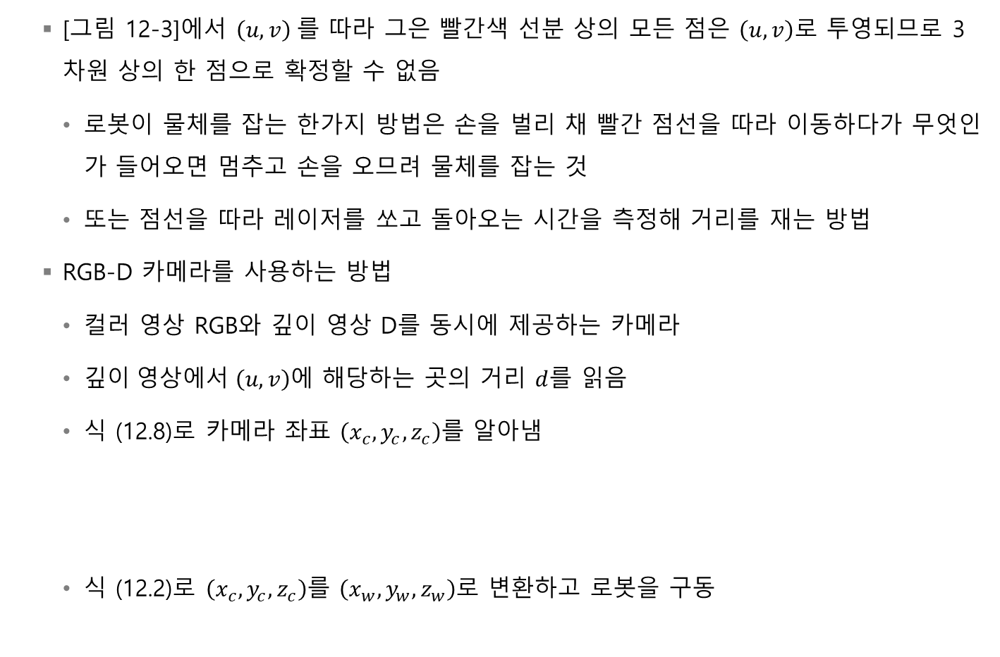 ▪ [그림 12-3]에서 (u, v) 를 따라 그은 빨간색 선분 상의 모든 점은 (u, v)로 투영되므로 3
차원 상의 한 점으로 확정할 수 없음
• 로봇이 물체를 잡는 한가지 방법은 손을 벌리 채 빨간 점선을 따라 이동하다가 무엇인
가 들어오면 멈추고 손을 오므려 물체를 잡는 것
• 또는 점선을 따라 레이저를 쏘고 돌아오는 시간을 측정해 거리를 재는 방법
▪ RGB-D 카메라를 사용하는 방법
• 컬러 영상 RGB와 깊이 영상 D를 동시에 제공하는 카메라
• 깊이 영상에서 (u, v)에 해당하는 곳의 거리 d를 읽음
• 식 (12.8)로 카메라 좌표 (x_c, y_c, z_c)를 알아냄
• 식 (12.2)로 (x_c, y_c, z_c)를 (x_w, y_w, z_w)로 변환하고 로봇을 구동